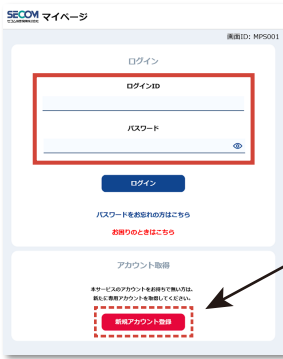 SECOM マイページ
画面ID: MPS001
ログイン
ログインID
パスワード
ログイン
パスワードをお忘れの方はこちら
お困りのときはこちら
アカウント取得
本サービスのアカウントをお持ちで無い方は、
新たに専用アカウントを取得してください。
新規アカウント登録